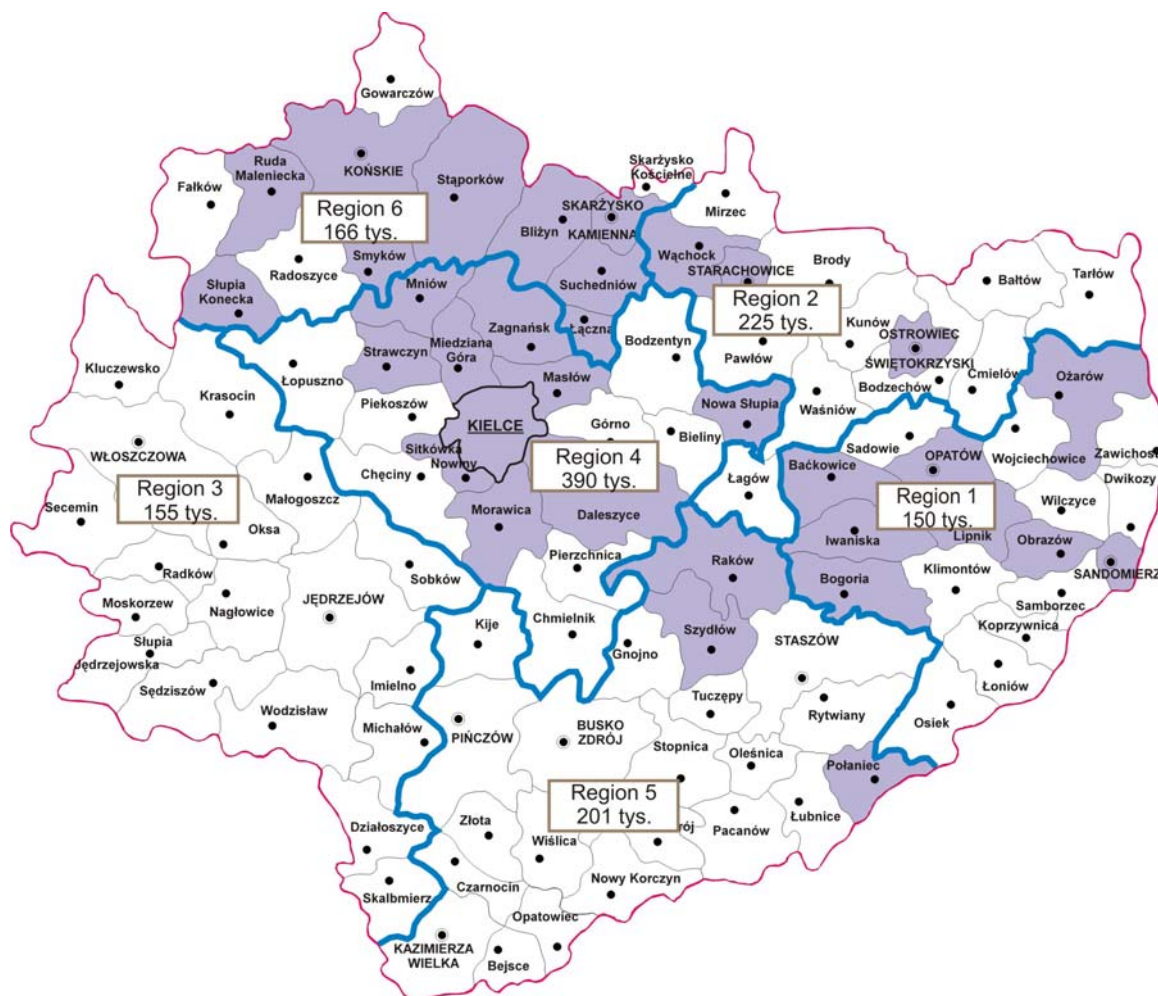 Gowarczów
Ruda
Maleniecka
KOŃSKIE
Stąporków
Skarżysko
Kościelne
Fałków
Region 6
166 tys.
SKARŻYSKO
KAMIENNA
Bliżyn
Mirzec
Radoszyce
Smyków
Wąchock
STARACHOWICE
Brody
Bałtów
Tarłów
Słupia
Konecka
Mniów
Suchedniów
Region 2
225 tys.
Łączna
Zagnańsk
Bodzentyn
Pawłów
Kunów
OSTROWIEC
ŚWIĘTOKRZYSKI
Kluczewsko
Krasocin
Łopuszno
Strawczyn
Miedziana
Góra
Masłów
Nowa Słupia
Waśniów
Bodzechów
Ćmielów
Ożarów
Piekoszów
KIELCE
Górno
Bieliny
Sadowie
WŁOSZCZOWA
Sitkówka
Nowiny
Chęciny
Region 4
390 tys.
Łagów
Baćkowice
OPATÓW
Wojciechowice
Zawichost
Dwikozy
Region 3
155 tys.
Małogoszcz
Secemin
Oksa
Morawica
Daleszyce
Region 1
150 tys.
Wilczyce
Iwaniska
Lipnik
Obrazów
SANDOMIERZ
Radków
Sobków
Pierzchnica
Raków
Bogoria
Klimontów
Samborzec
Moskorzew
Nagłowice
JĘDRZEJÓW
Kije
Chmielnik
Gnojno
Szydłów
STASZÓW
Koprzywnica
Słupia
Jędrzejowska
Sędziszów
Imielno
Łoniów
Tuczępy
Rytwiany
Osiek
Wodzisław
Michałów
PIŃCZÓW
BUSKO
ZDRÓJ
Stopnica
Oleśnica
Połaniec
Region 5
201 tys.
Łubnice
Pacanów
Działoszyce
Złota
Wiślica
rój
Skalbmierz
Czarnocin
Nowy Korczyn
Opatowiec
KAZIMIERZA
WIELKA
Bejsce